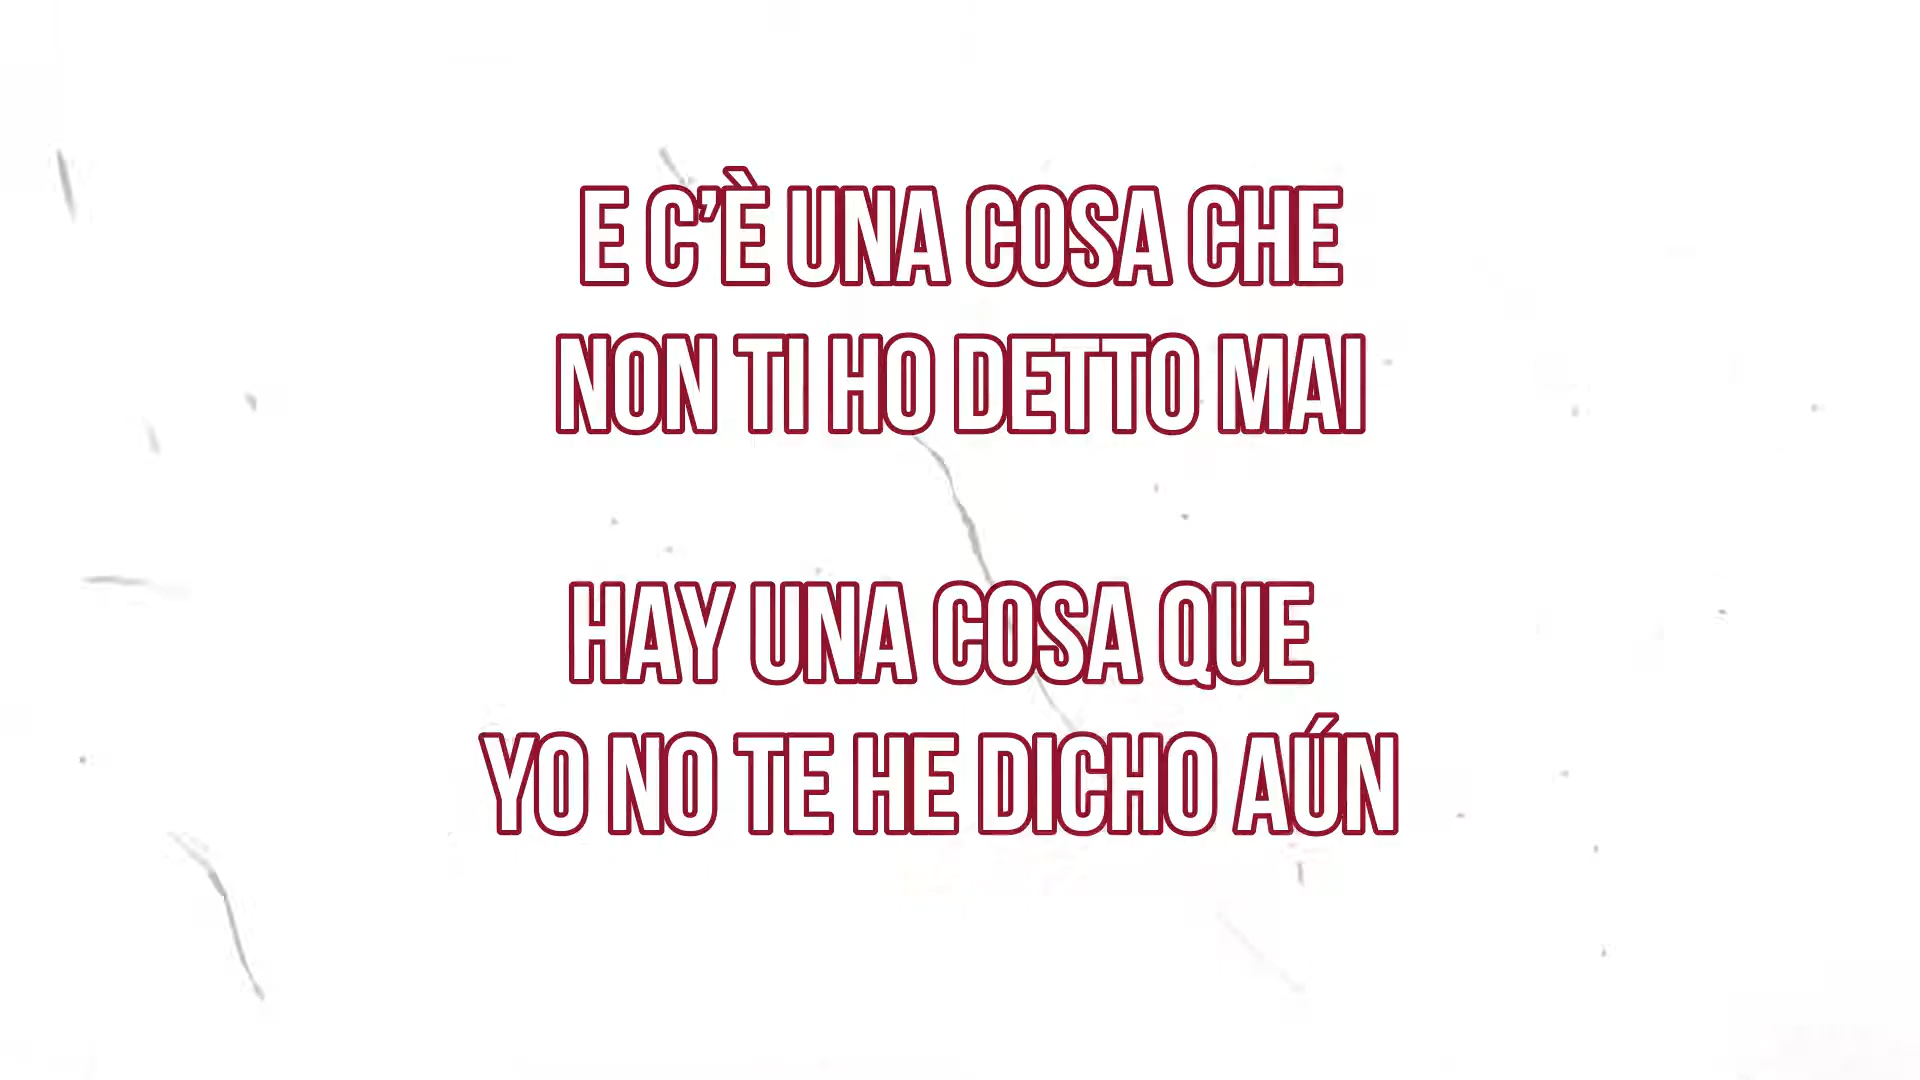 E C’È UNA COSA CHE
NON TI HO DETTO MAI
HAY UNA COSA QUE
YO NO TE HE DICHO AÚN